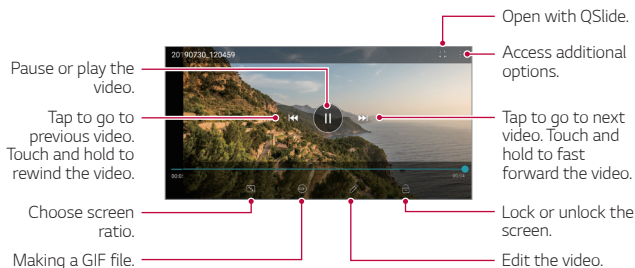 Open with QSlide.
20190730_120459
Access additional
options.
Pause or play the
video.
Tap to go to
previous video.
Touch and hold to
rewind the video.
Tap to go to next
video. Touch and
hold to fast
forward the video.
00:04
Choose screen
ratio.
Lock or unlock the
screen.
Making a GIF file.
Edit the video.